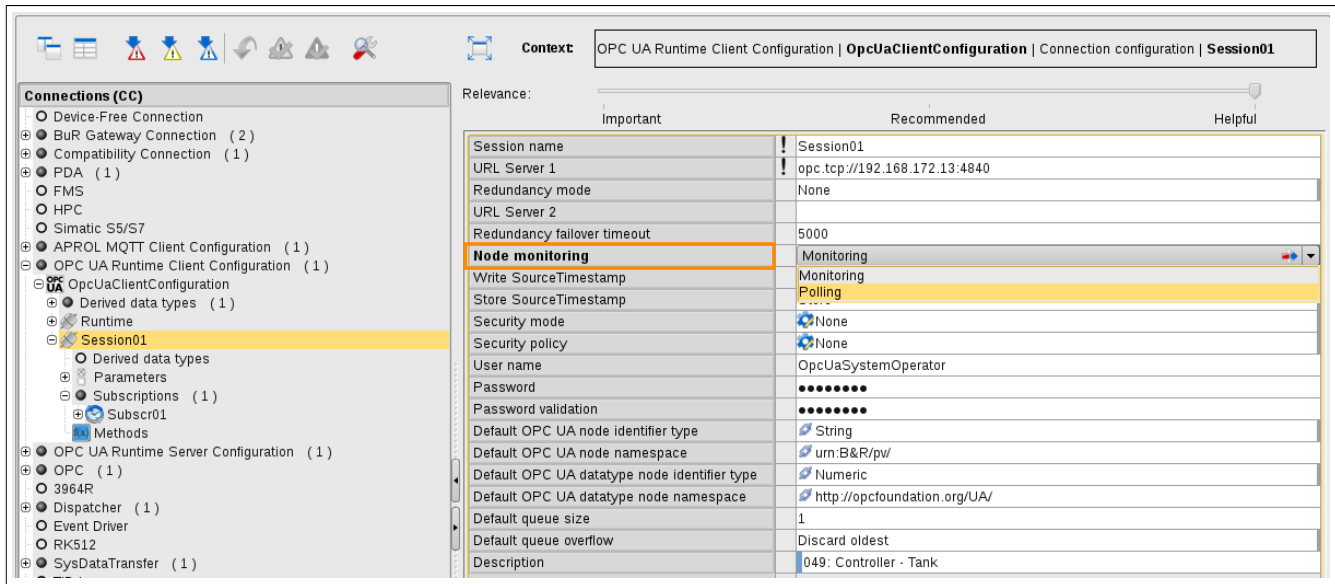 Context: OPC UA Runtime Client Configuration | OpcUaClientConfiguration | Connection configuration | Session01
Connections (CC)
Device-Free Connection
BuR Gateway Connection (2)
Compatibility Connection (1)
PDA (1)
FMS
HPC
Simatic S5/S7
APROL MQTT Client Configuration (1)
OPC UA Runtime Client Configuration (1)
OPC UA OpcUaClientConfiguration
Derived data types (1)
Runtime
Session01
Derived data types
Parameters
Subscriptions (1)
Subscr01
f(x) Methods
OPC UA Runtime Server Configuration (1)
OPC (1)
3964R
Dispatcher (1)
Event Driver
RK512
SysDataTransfer (1)
Relevance:
Important Recommended Helpful
Session name ! Session01
URL Server 1 ! opc.tcp://192.168.172.13:4840
Redundancy mode None
URL Server 2
Redundancy failover timeout 5000
Node monitoring Monitoring
Monitoring
Polling
Write SourceTimestamp
Store SourceTimestamp
Security mode None
Security policy None
User name OpcUaSystemOperator
Password ●●●●●●●●
Password validation ●●●●●●●●
Default OPC UA node identifier type String
Default OPC UA node namespace urn:B&R/pv/
Default OPC UA datatype node identifier type Numeric
Default OPC UA datatype node namespace http://opcfoundation.org/UA/
Default queue size 1
Default queue overflow Discard oldest
Description 049: Controller - Tank